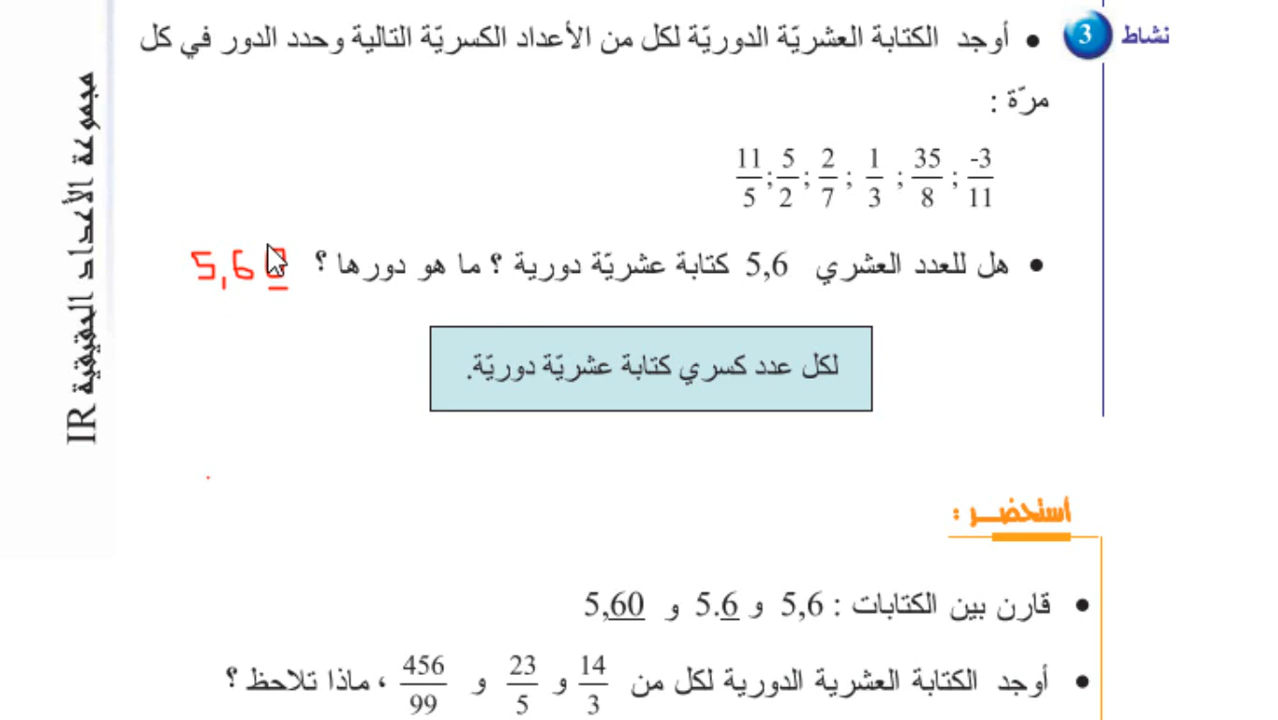 نشاط 3
• أوجد الكتابة العشريّة الدوريّة لكل من الأعداد الكسريّة التالية وحدد الدور في كل
مرّة :
11/5 ; 5/2 ; 2/7 ; 1/3 ; 35/8 ; -3/11
• هل للعدد العشري 5,6 كتابة عشريّة دورية ؟ ما هو دورها ؟ 5,60
لكل عدد كسري كتابة عشريّة دوريّة.
أستحضر :
• قارن بين الكتابات : 5,6 و 5.6 و 5,60
• أوجد الكتابة العشرية الدورية لكل من 14/3 و 23/5 و 456/99 ، ماذا تلاحظ ؟
مجموعة الأعداد الحقيقية IR